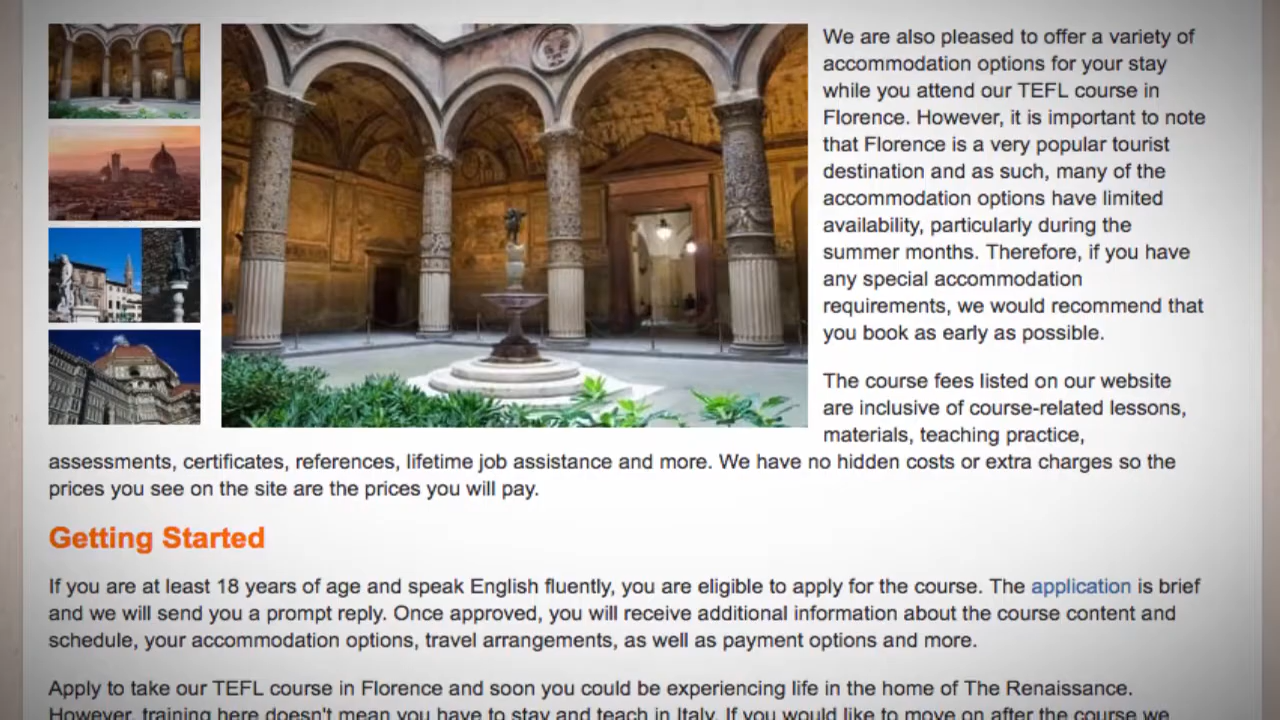 We are also pleased to offer a variety of
accommodation options for your stay
while you attend our TEFL course in
Florence. However, it is important to note
that Florence is a very popular tourist
destination and as such, many of the
accommodation options have limited
availability, particularly during the
summer months. Therefore, if you have
any special accommodation
requirements, we would recommend that
you book as early as possible.
The course fees listed on our website
are inclusive of course-related lessons,
materials, teaching practice,
assessments, certificates, references, lifetime job assistance and more. We have no hidden costs or extra charges so the
prices you see on the site are the prices you will pay.
Getting Started
If you are at least 18 years of age and speak English fluently, you are eligible to apply for the course. The application is brief
and we will send you a prompt reply. Once approved, you will receive additional information about the course content and
schedule, your accommodation options, travel arrangements, as well as payment options and more.
Apply to take our TEFL course in Florence and soon you could be experiencing life in the home of The Renaissance.
However, training here doesn't mean you have to stay and teach in Italy. If you would like to move on after the course we